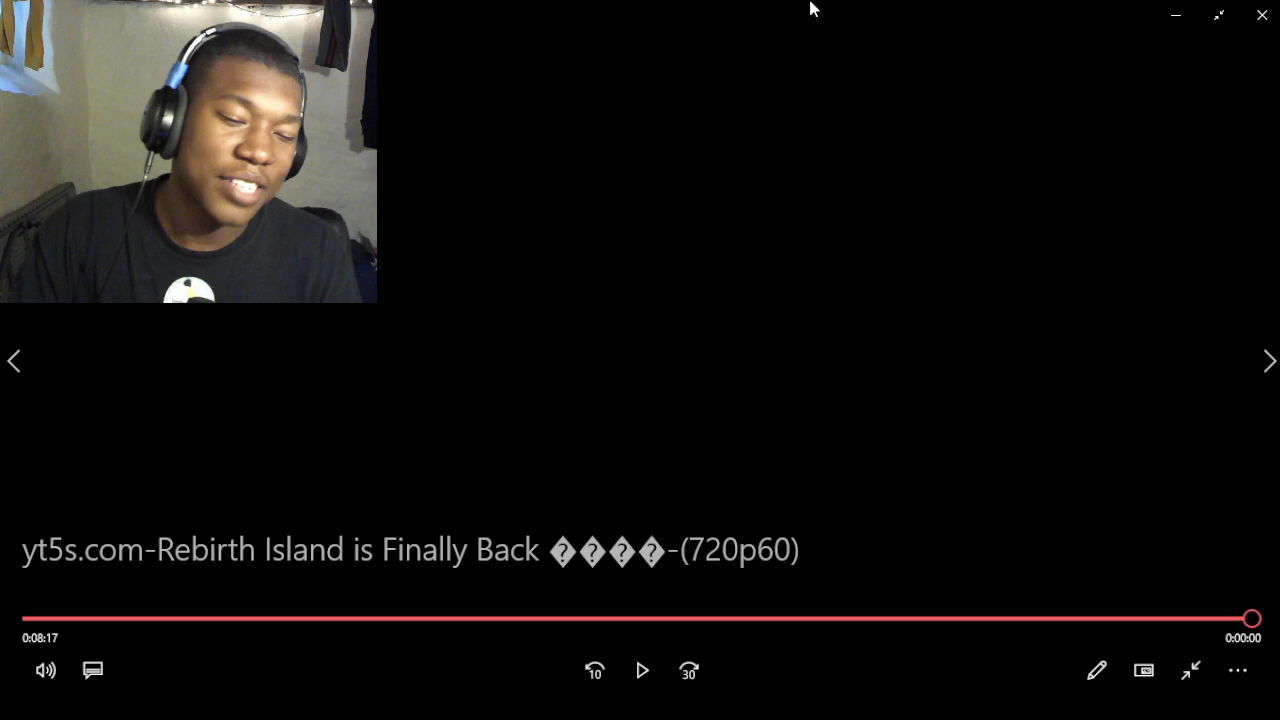 yt5s.com-Rebirth Island is Finally Back ����-(720p60)
0:08:17
0:00:00
10
30